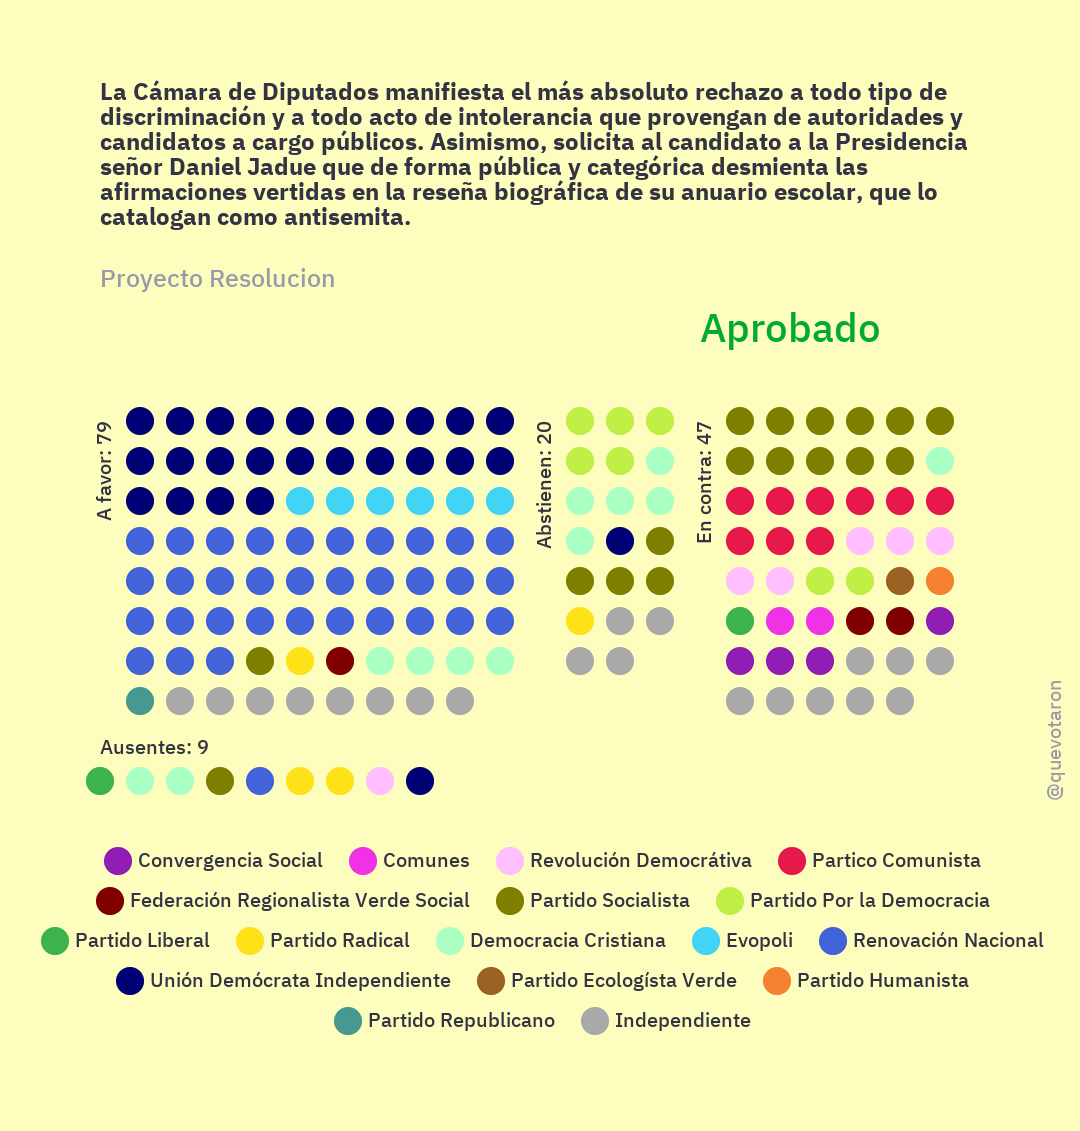 La Cámara de Diputados manifiesta el más absoluto rechazo a todo tipo de
discriminación y a todo acto de intolerancia que provengan de autoridades y
candidatos a cargo públicos. Asimismo, solicita al candidato a la Presidencia
señor Daniel Jadue que de forma pública y categórica desmienta las
afirmaciones vertidas en la reseña biográfica de su anuario escolar, que lo
catalogan como antisemita.
Proyecto Resolucion
Aprobado
A favor: 79
Abstienen: 20
En contra: 47
Ausentes: 9
@quevotaron
Convergencia Social
Comunes
Revolución Democrátiva
Partico Comunista
Federación Regionalista Verde Social
Partido Socialista
Partido Por la Democracia
Partido Liberal
Partido Radical
Democracia Cristiana
Evopoli
Renovación Nacional
Unión Demócrata Independiente
Partido Ecologísta Verde
Partido Humanista
Partido Republicano
Independiente